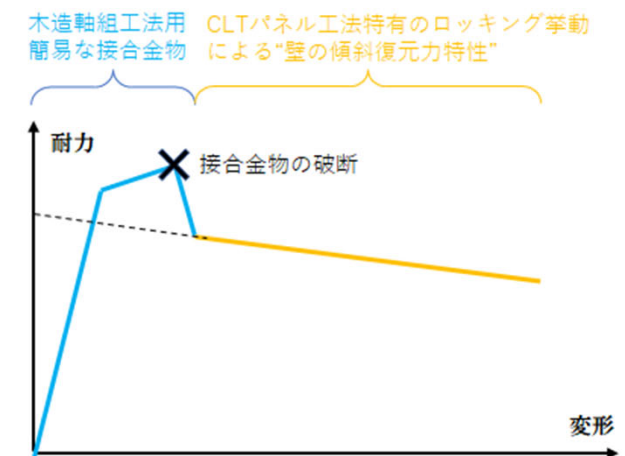 木造軸組工法用
簡易な接合金物
CLTパネル工法特有のロッキング挙動
による“壁の傾斜復元力特性”
耐力
接合金物の破断
変形